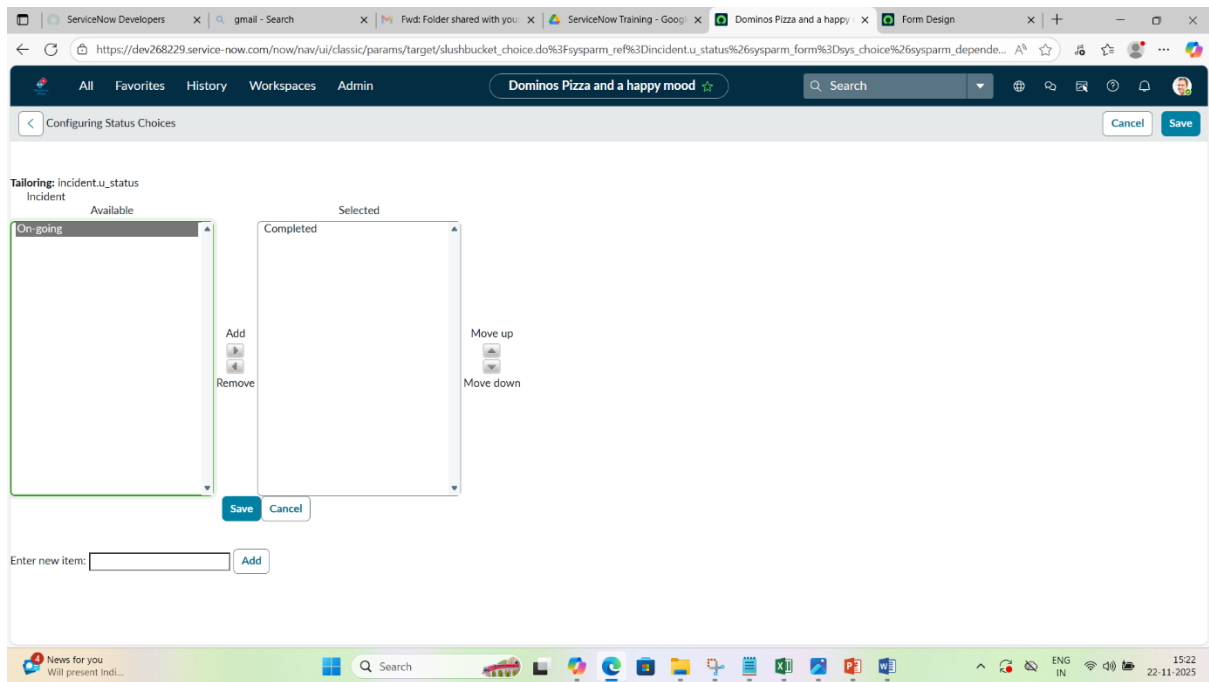 ServiceNow Developers
gmail - Search
Fwd: Folder shared with you:
ServiceNow Training - Googl
Dominos Pizza and a happy
Form Design
https://dev268229.service-now.com/now/nav/ui/classic/params/target/slushbucket_choice.do%3Fsysparm_ref%3Dincident.u_status%26sysparm_form%3Dsys_choice%26sysparm_depende...
All Favorites History Workspaces Admin
Dominos Pizza and a happy mood
Search
Configuring Status Choices
Cancel
Save
Tailoring: incident.u_status
Incident
Available
Selected
On-going
Completed
Add
Remove
Move up
Move down
Save
Cancel
Enter new item:
Add
News for you
Will present Indi...
Search
ENG
IN
15:22
22-11-2025